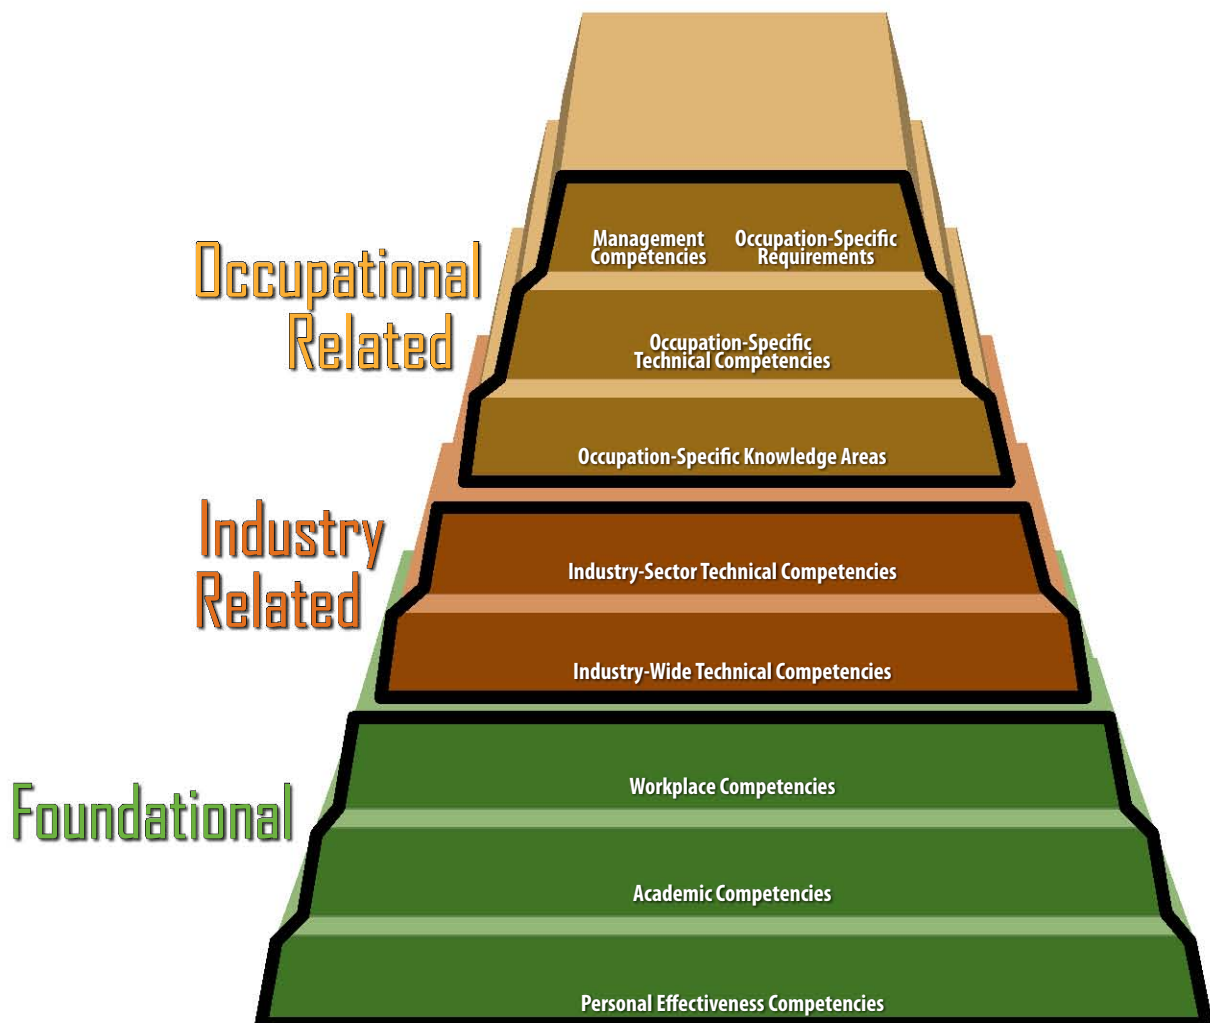 Occupational
Related
Management
Competencies
Occupation-Specific
Requirements
Occupation-Specific
Technical Competencies
Occupation-Specific Knowledge Areas
Industry
Related
Industry-Sector Technical Competencies
Industry-Wide Technical Competencies
Foundational
Workplace Competencies
Academic Competencies
Personal Effectiveness Competencies